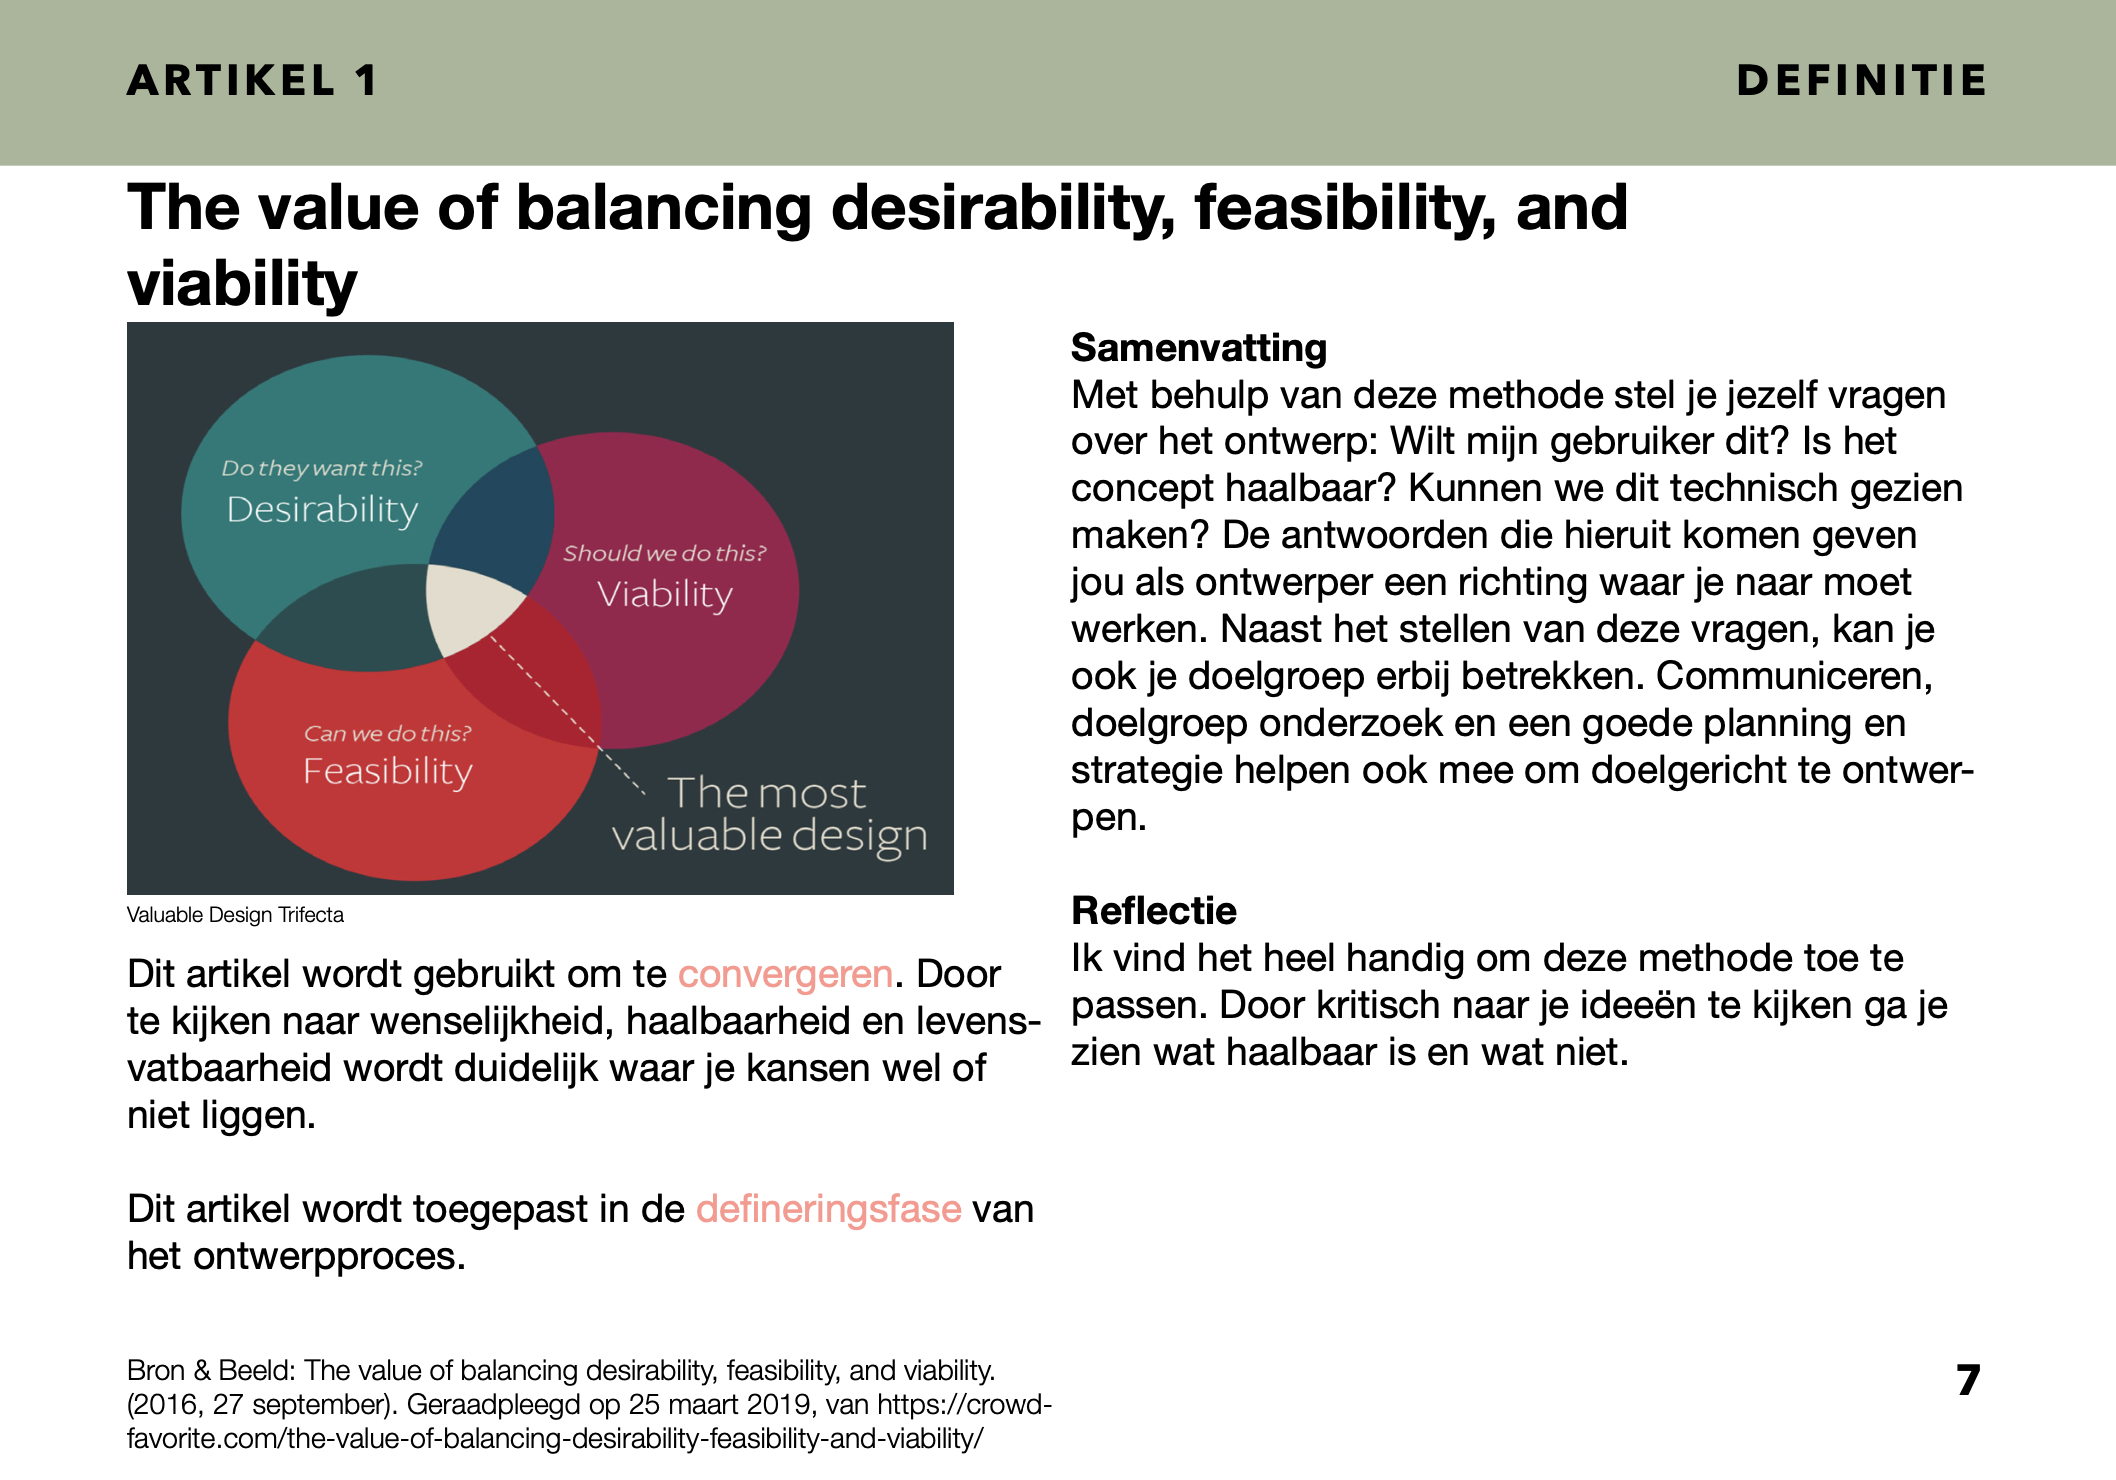 ARTIKEL 1
DEFINITIE
The value of balancing desirability, feasibility, and
viability
Do they want this?
Desirability
Should we do this?
Viability
Can we do this?
Feasibility
The most
valuable design
Valuable Design Trifecta
Dit artikel wordt gebruikt om te convergeren. Door
te kijken naar wenselijkheid, haalbaarheid en levens-
vatbaarheid wordt duidelijk waar je kansen wel of
niet liggen.
Dit artikel wordt toegepast in de defineringsfase van
het ontwerpproces.
Samenvatting
Met behulp van deze methode stel je jezelf vragen
over het ontwerp: Wilt mijn gebruiker dit? Is het
concept haalbaar? Kunnen we dit technisch gezien
maken? De antwoorden die hieruit komen geven
jou als ontwerper een richting waar je naar moet
werken. Naast het stellen van deze vragen, kan je
ook je doelgroep erbij betrekken. Communiceren,
doelgroep onderzoek en een goede planning en
strategie helpen ook mee om doelgericht te ontwer-
pen.
Reflectie
Ik vind het heel handig om deze methode toe te
passen. Door kritisch naar je ideeën te kijken ga je
zien wat haalbaar is en wat niet.
Bron & Beeld: The value of balancing desirability, feasibility, and viability.
(2016, 27 september). Geraadpleegd op 25 maart 2019, van https://crowd-
favorite.com/the-value-of-balancing-desirability-feasibility-and-viability/
7